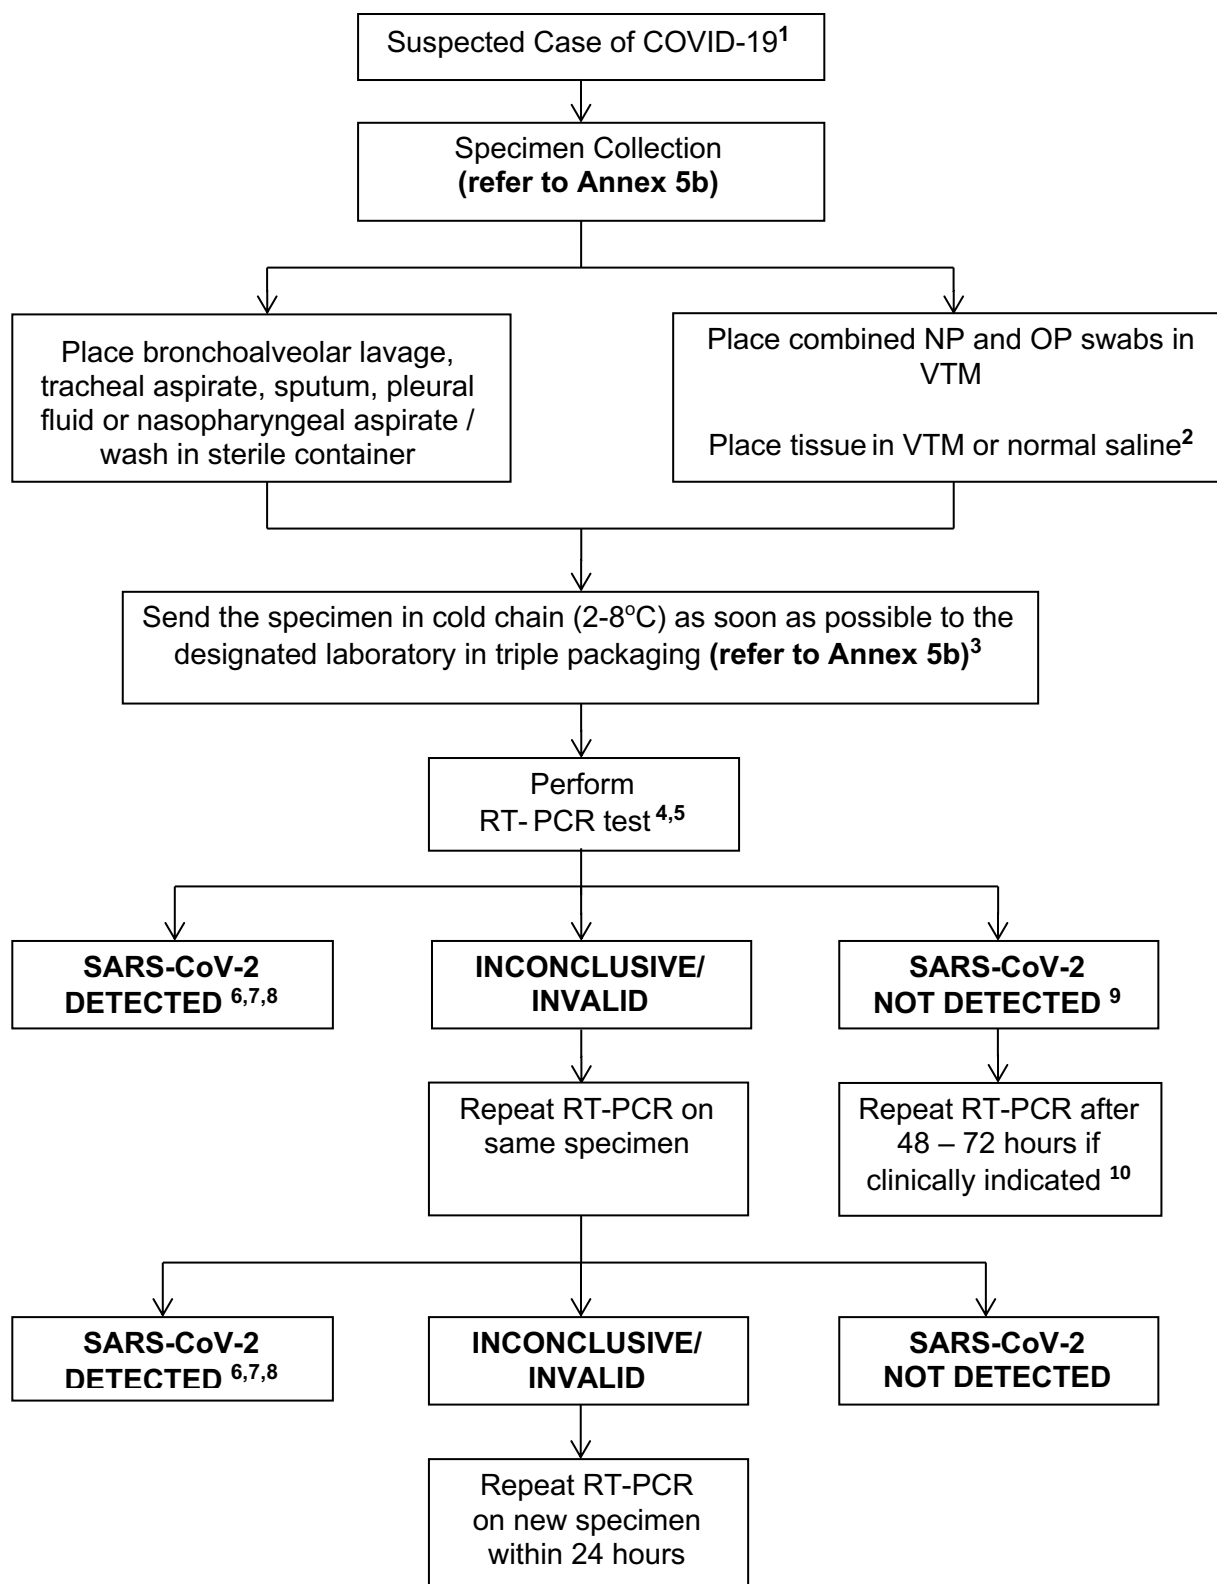 Suspected Case of COVID-19¹
Specimen Collection
(refer to Annex 5b)
Place bronchoalveolar lavage,
tracheal aspirate, sputum, pleural
fluid or nasopharyngeal aspirate /
wash in sterile container
Place combined NP and OP swabs in
VTM
Place tissue in VTM or normal saline²
Send the specimen in cold chain (2-8ºC) as soon as possible to the
designated laboratory in triple packaging (refer to Annex 5b)³
Perform
RT- PCR test ⁴,⁵
SARS-CoV-2
DETECTED ⁶,⁷,⁸
INCONCLUSIVE/
INVALID
SARS-CoV-2
NOT DETECTED ⁹
Repeat RT-PCR on
same specimen
Repeat RT-PCR after
48 – 72 hours if
clinically indicated ¹⁰
SARS-CoV-2
DETECTED ⁶,⁷,⁸
INCONCLUSIVE/
INVALID
SARS-CoV-2
NOT DETECTED
Repeat RT-PCR
on new specimen
within 24 hours